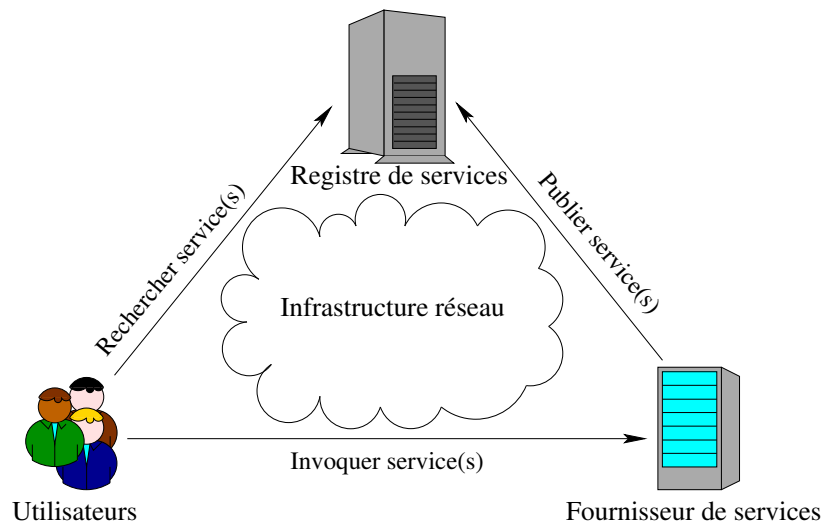 Registre de services
Rechercher service(s)
Publier service(s)
Infrastructure réseau
Invoquer service(s)
Utilisateurs
Fournisseur de services